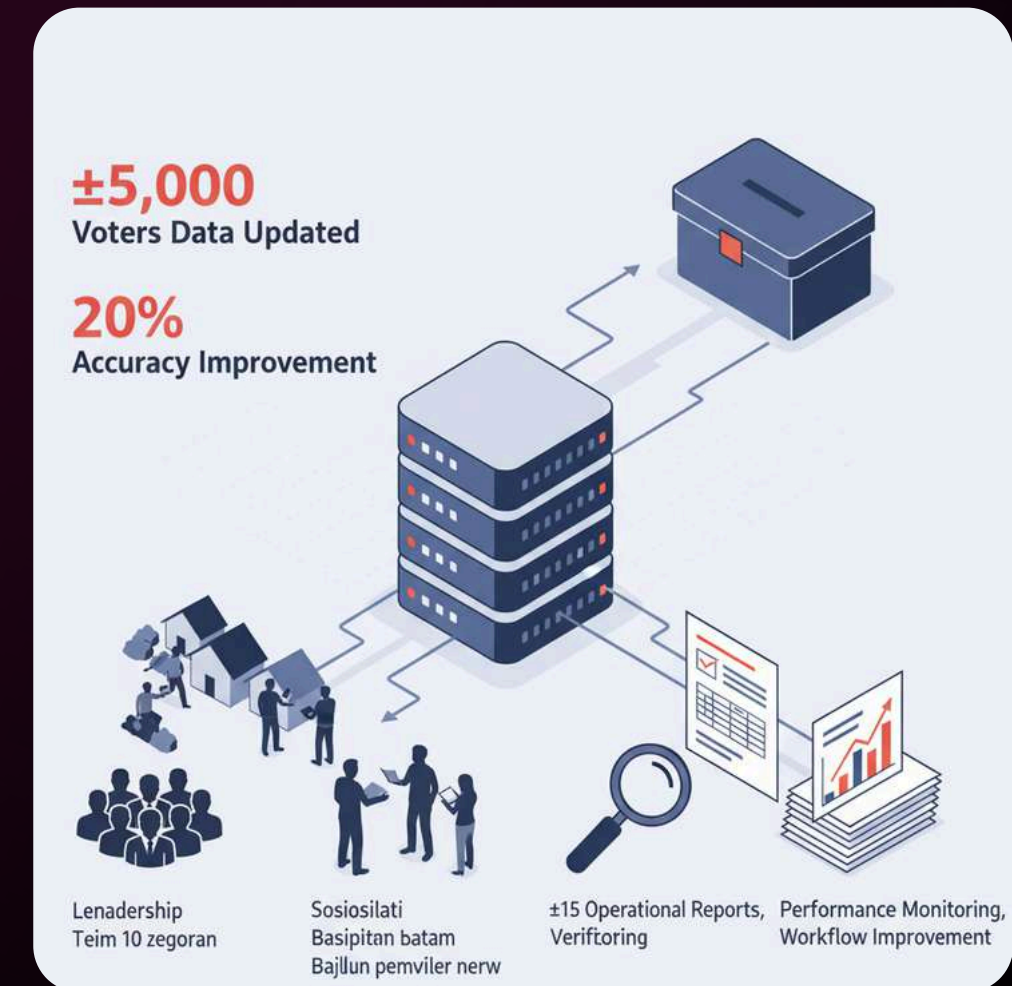 ±5,000
Voters Data Updated
20%
Accuracy Improvement
Lenadership
Teim 10 zegoran
Sosiosilati
Basipitan batam
Bajllun pemviler nerw
±15 Operational Reports,
Veriftoring
Performance Monitoring,
Workflow Improvement